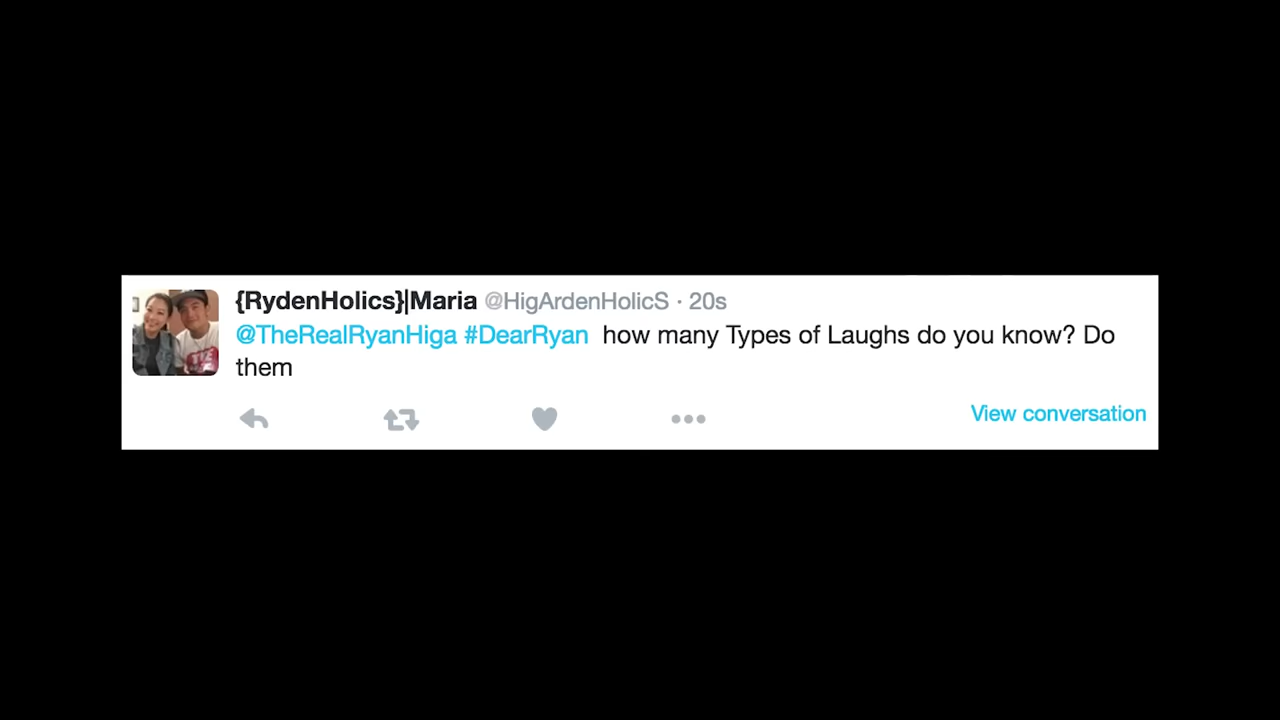 {RydenHolics}|Maria @HigArdenHolicS · 20s
@TheRealRyanHiga #DearRyan how many Types of Laughs do you know? Do
them
View conversation